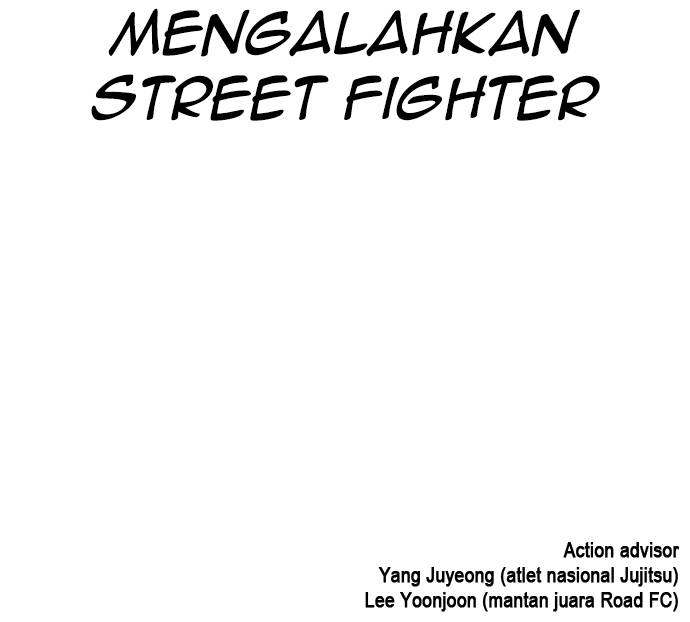 MENGALAHKAN
STREET FIGHTER
Action advisor
Yang Juyeong (atlet nasional Jujitsu)
Lee Yoonjoon (mantan juara Road FC)